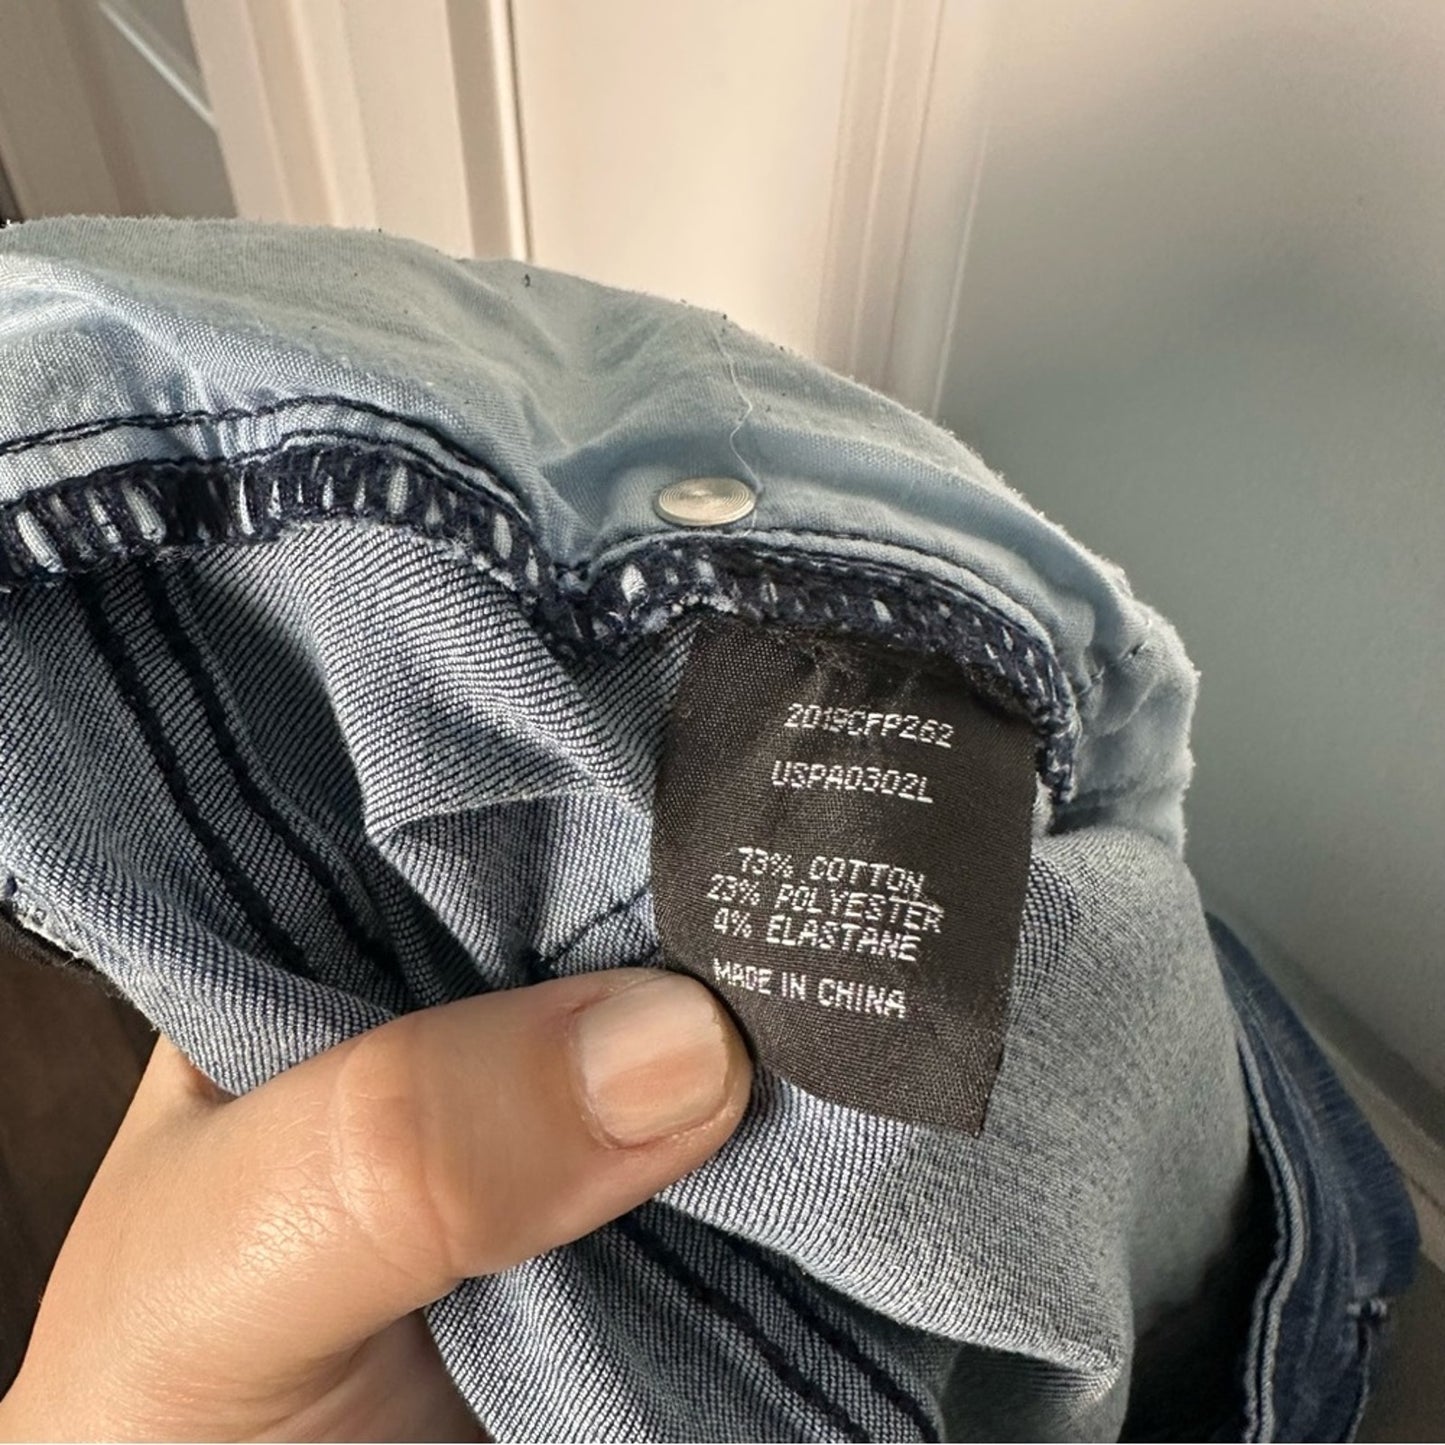 2019CFP262
USPA0302L
73% COTTON
23% POLYESTER
4% ELASTANE
MADE IN CHINA